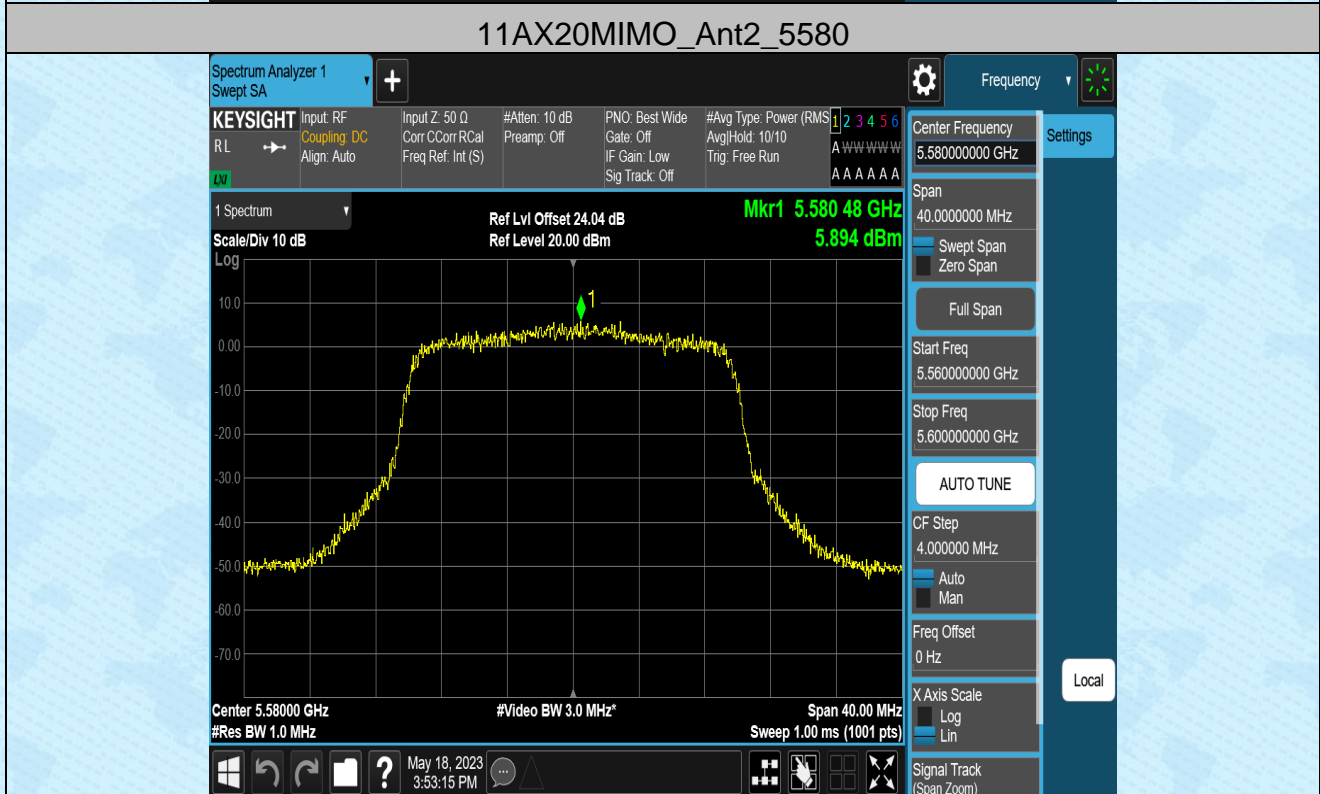 11AX20MIMO_Ant2_5580
Spectrum Analyzer 1
Swept SA
Frequency
KEYSIGHT
R L
LXI
Input: RF
Coupling: DC
Align: Auto
Input Z: 50 Ω
Corr CCorr RCal
Freq Ref: Int (S)
#Atten: 10 dB
Preamp: Off
PNO: Best Wide
Gate: Off
IF Gain: Low
Sig Track: Off
#Avg Type: Power (RMS
Avg|Hold: 10/10
Trig: Free Run
1 2 3 4 5 6
A W W W W W
A A A A A A
1 Spectrum
Scale/Div 10 dB
Log
Ref Lvl Offset 24.04 dB
Ref Level 20.00 dBm
Mkr1 5.580 48 GHz
5.894 dBm
1
10.0
0.00
-10.0
-20.0
-30.0
-40.0
-50.0
-60.0
-70.0
Center 5.58000 GHz
#Res BW 1.0 MHz
#Video BW 3.0 MHz*
Span 40.00 MHz
Sweep 1.00 ms (1001 pts)
Center Frequency
5.580000000 GHz
Settings
Span
40.0000000 MHz
Swept Span
Zero Span
Full Span
Start Freq
5.560000000 GHz
Stop Freq
5.600000000 GHz
AUTO TUNE
CF Step
4.000000 MHz
Auto
Man
Freq Offset
0 Hz
X Axis Scale
Log
Lin
Local
Signal Track
(Span Zoom)
?
May 18, 2023
3:53:15 PM